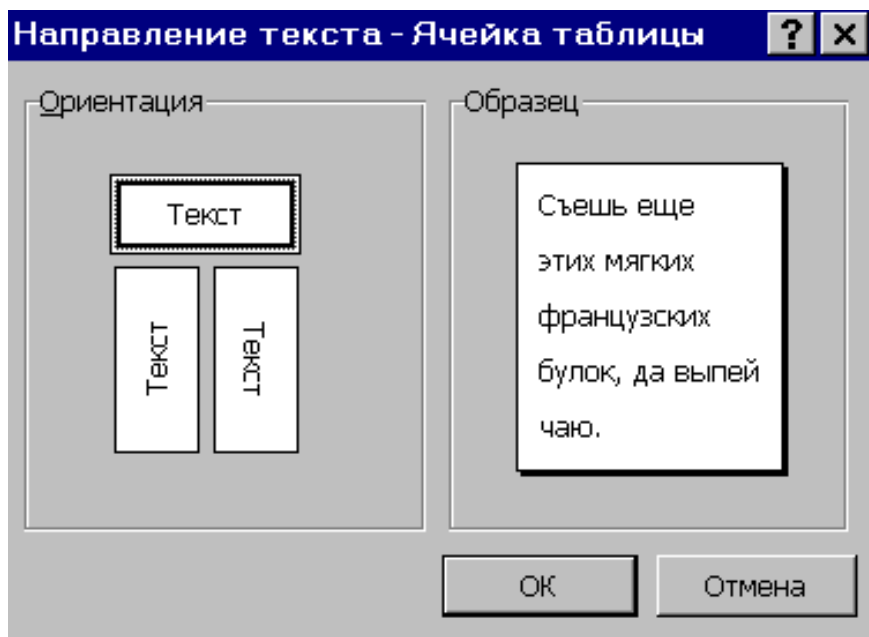 Направление текста - Ячейка таблицы
Ориентация
Текст
Текст
Текст
Образец
Съешь еще
этих мягких
французских
булок, да выпей
чаю.
ОК
Отмена